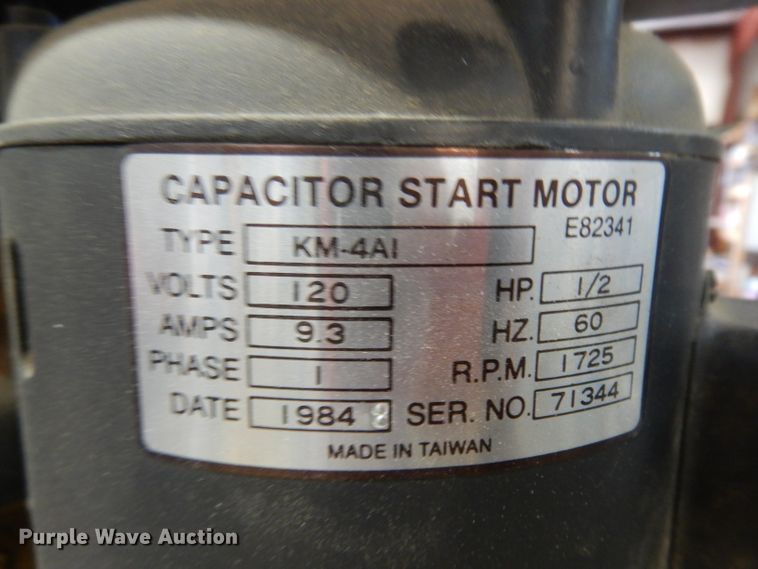 CAPACITOR START MOTOR
E82341
TYPE KM-4AI
VOLTS 120 HP. 1/2
AMPS 9.3 HZ. 60
PHASE 1 R.P.M. 1725
DATE 1984 SER. NO. 71344
MADE IN TAIWAN
Purple Wave Auction